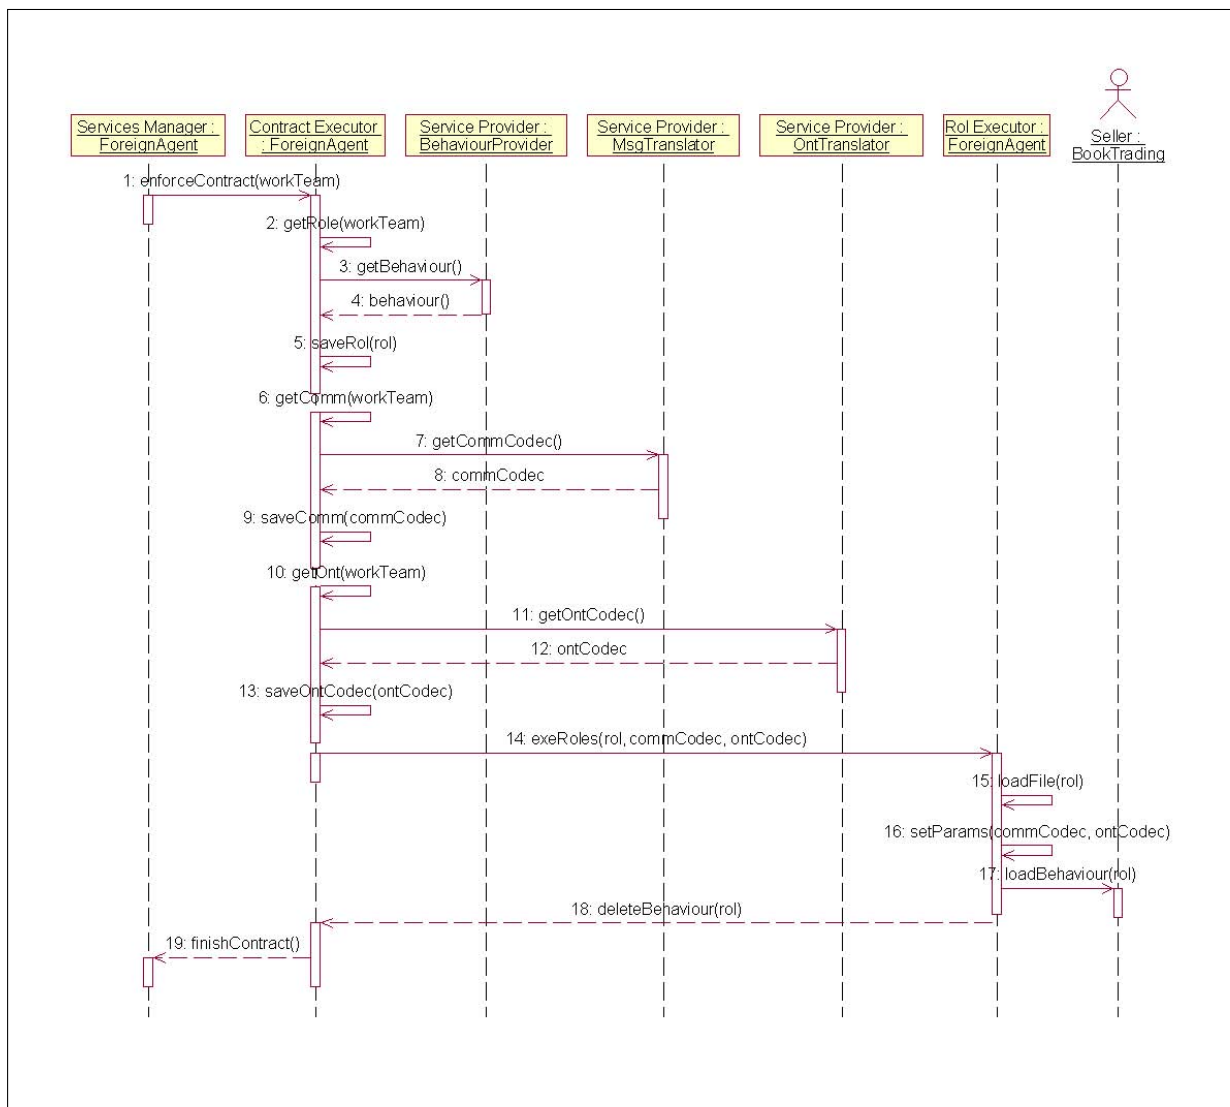 Services Manager :
ForeignAgent
Contract Executor
: ForeignAgent
Service Provider :
BehaviourProvider
Service Provider :
MsgTranslator
Service Provider :
OntTranslator
Rol Executor :
ForeignAgent
Seller :
BookTrading
1: enforceContract(workTeam)
2: getRole(workTeam)
3: getBehaviour()
4: behaviour()
5: saveRol(rol)
6: getComm(workTeam)
7: getCommCodec()
8: commCodec
9: saveComm(commCodec)
10: getOnt(workTeam)
11: getOntCodec()
12: ontCodec
13: saveOntCodec(ontCodec)
14: exeRoles(rol, commCodec, ontCodec)
15: loadFile(rol)
16: setParams(commCodec, ontCodec)
17: loadBehaviour(rol)
18: deleteBehaviour(rol)
19: finishContract()